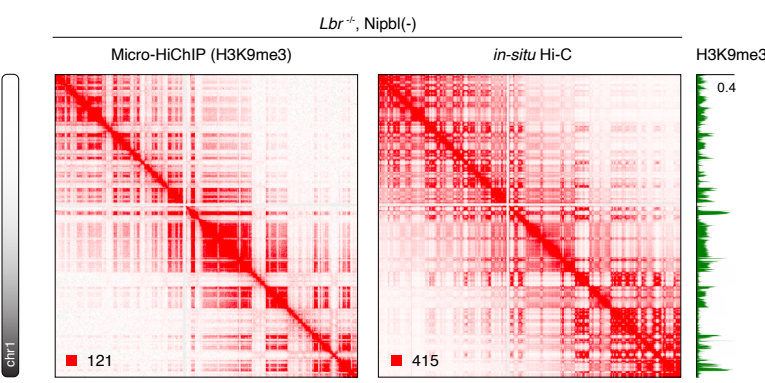 Lbr -/-, Nipbl(-)
Micro-HiChIP (H3K9me3)
in-situ Hi-C
H3K9me3
0.4
chr1
121
415